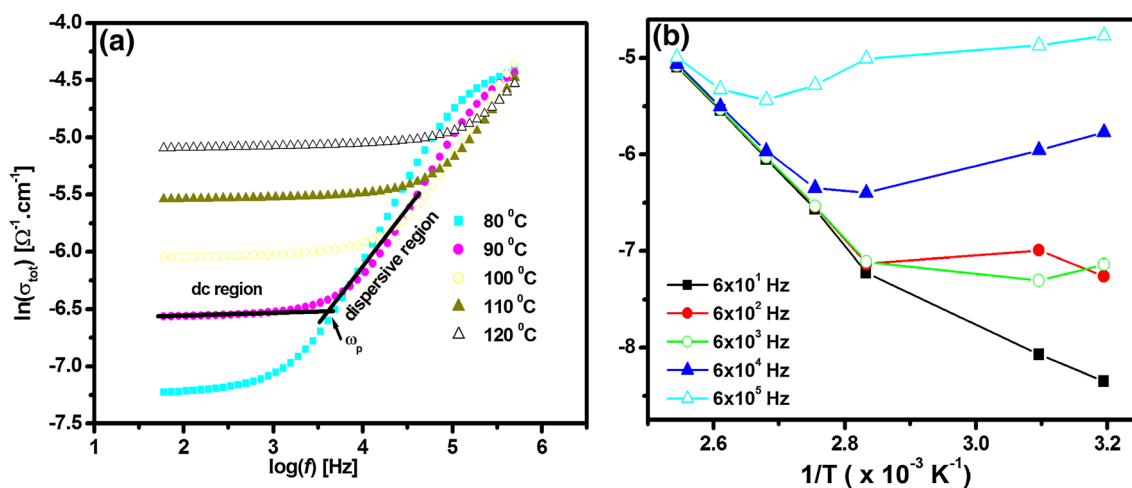 (a)
ln(σtot) [Ω-1.cm-1]
-4.0
-4.5
-5.0
-5.5
-6.0
-6.5
-7.0
-7.5
1 2 3 4 5 6
log(f) [Hz]
dc region
dispersive region
ωp
80 0C
90 0C
100 0C
110 0C
120 0C
(b)
-5
-6
-7
-8
6x101 Hz
6x102 Hz
6x103 Hz
6x104 Hz
6x105 Hz
2.6 2.8 3.0 3.2
1/T ( x 10-3 K-1)